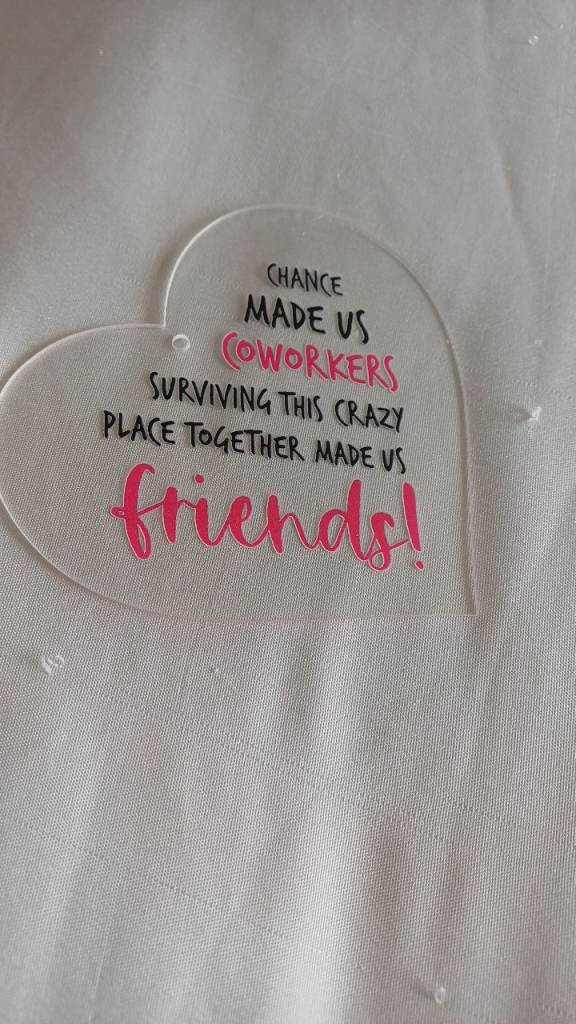 CHANCE
MADE US
COWORKERS
SURVIVING THIS CRAZY
PLACE TOGETHER MADE US
friends!